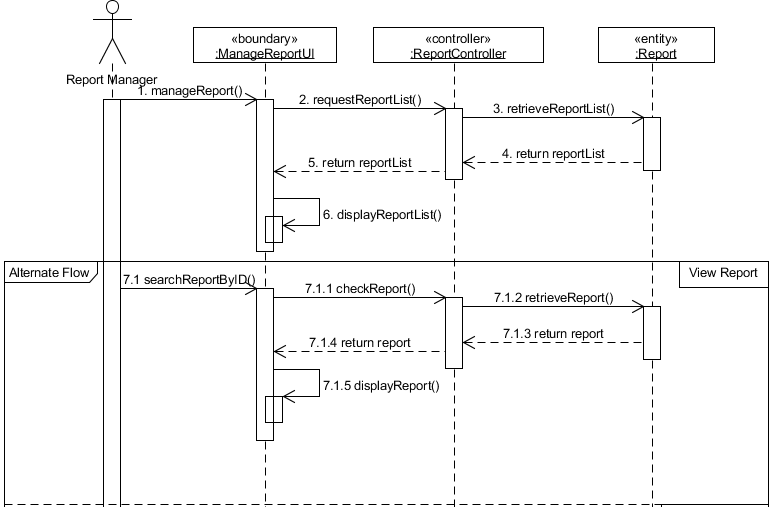 «boundary»
:ManageReportUI
«controller»
:ReportController
«entity»
:Report
Report Manager
1. manageReport()
2. requestReportList()
3. retrieveReportList()
4. return reportList
5. return reportList
6. displayReportList()
Alternate Flow
View Report
7.1 searchReportByID()
7.1.1 checkReport()
7.1.2 retrieveReport()
7.1.3 return report
7.1.4 return report
7.1.5 displayReport()